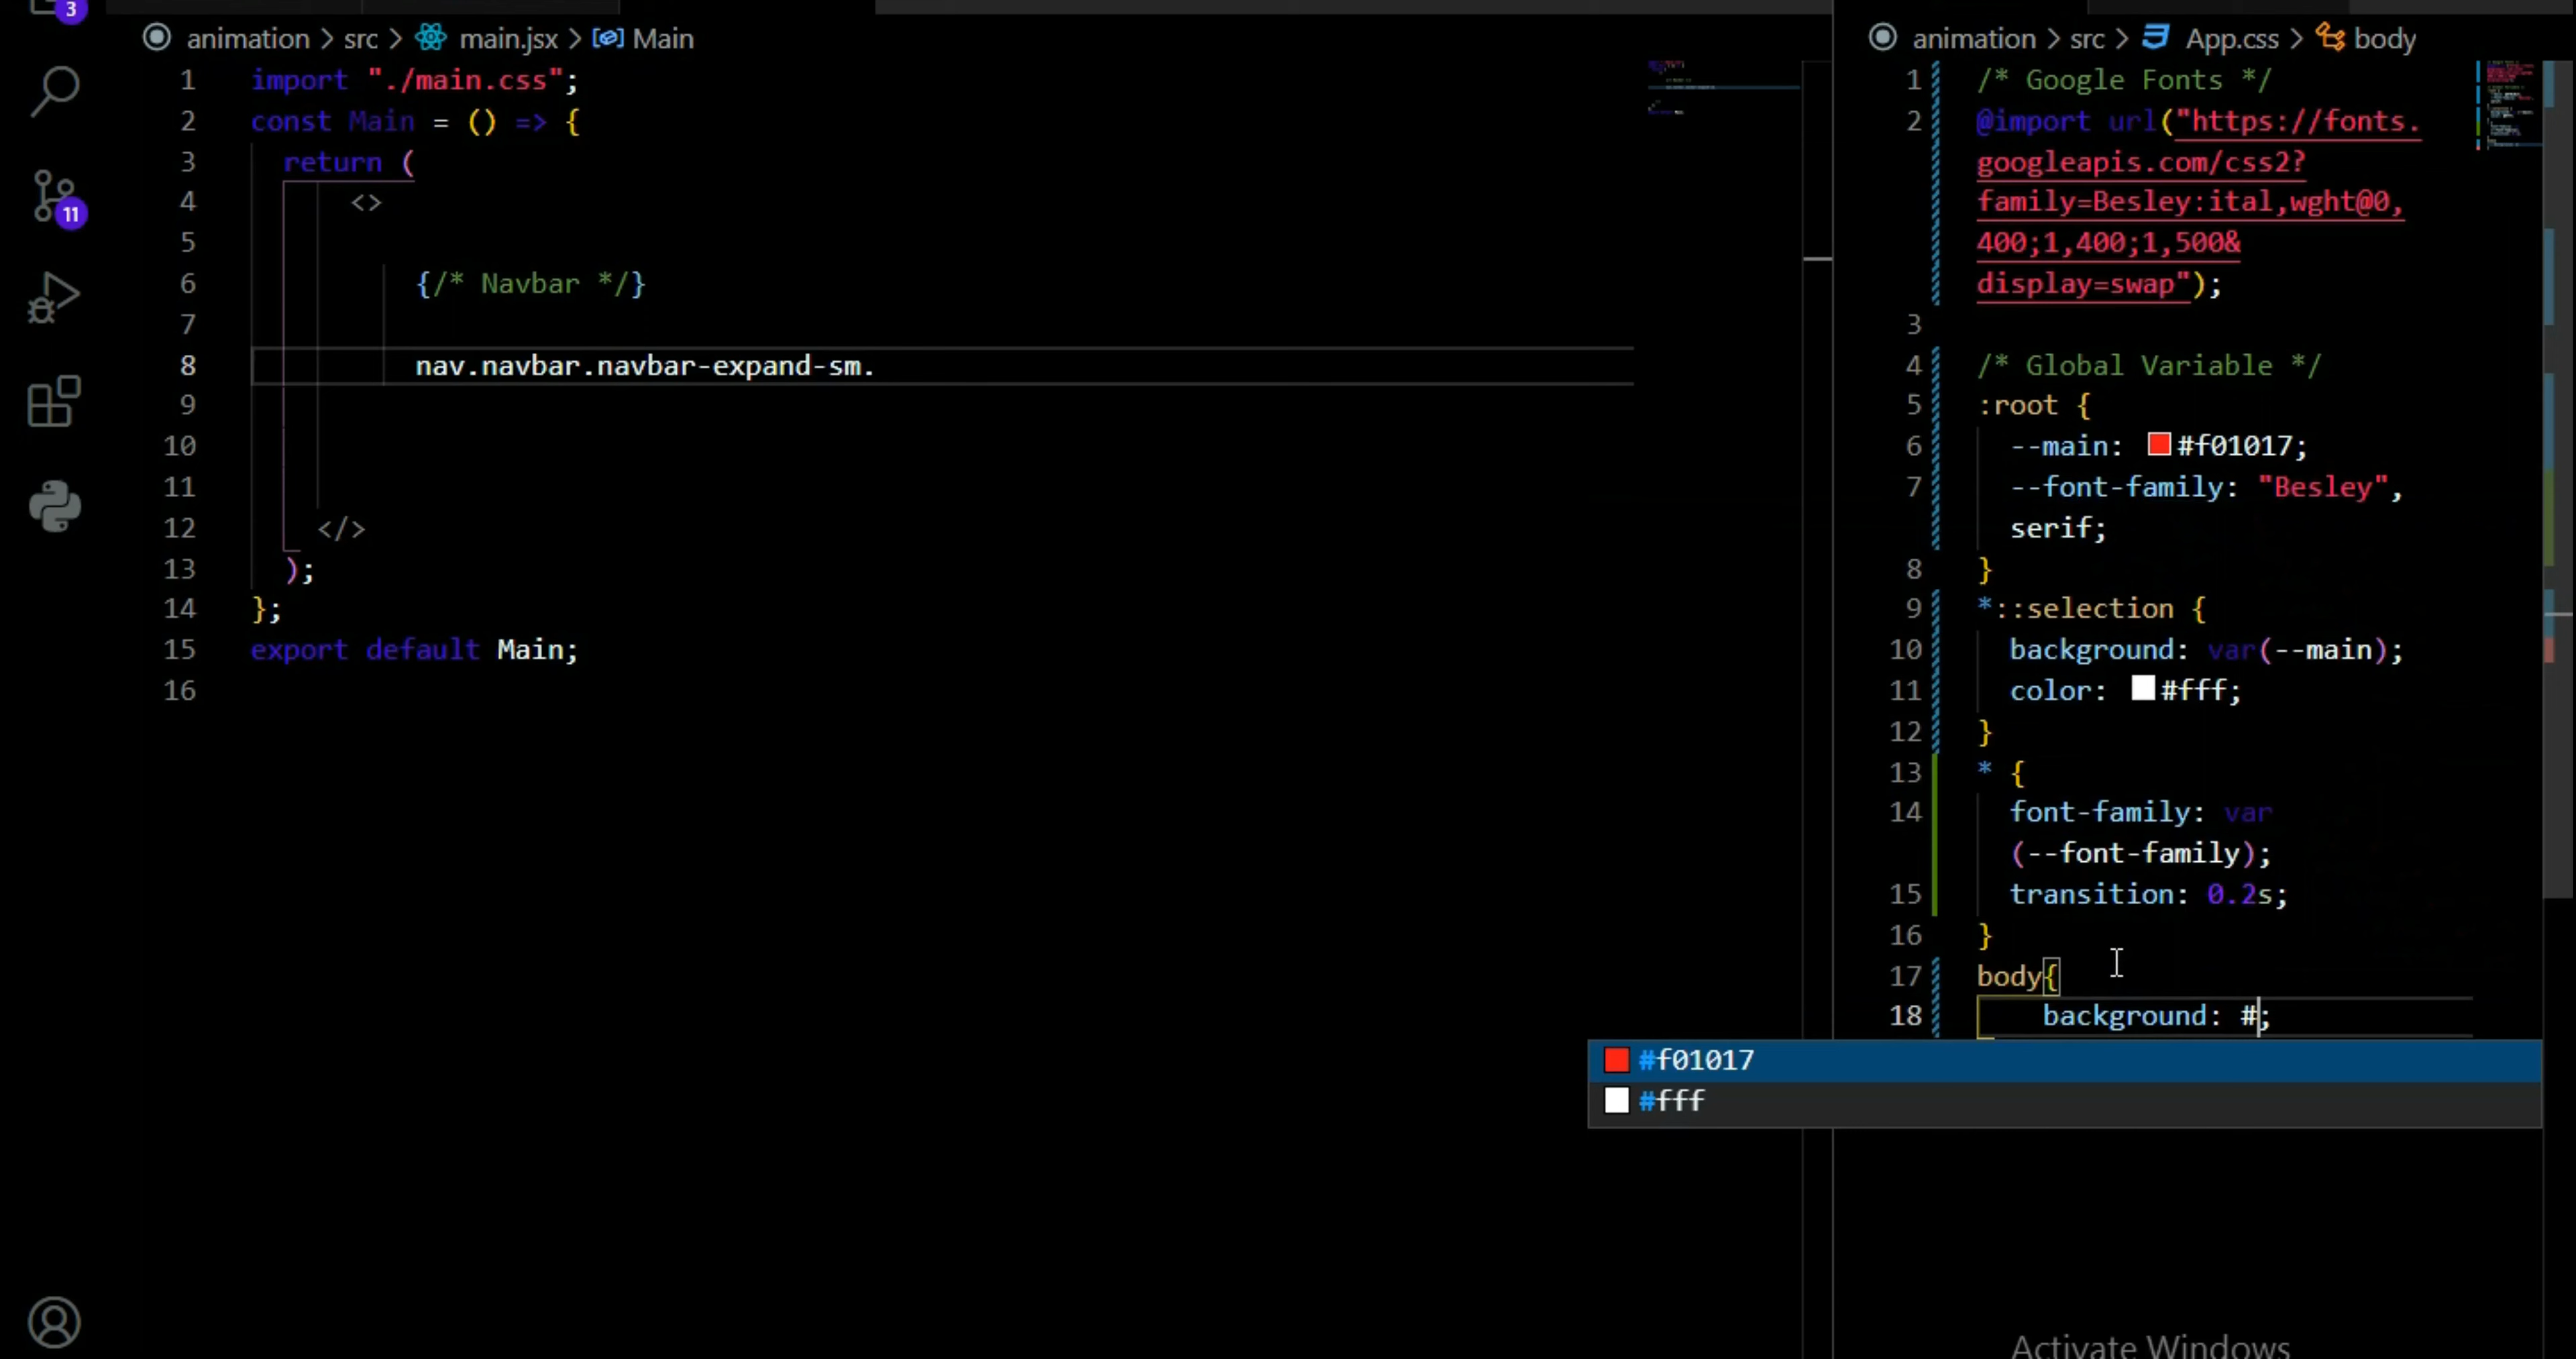 3
11
animation > src > main.jsx > Main
1 import "./main.css";
2 const Main = () => {
3 return (
4 <>
5
6 {/* Navbar */}
7
8 nav.navbar.navbar-expand-sm.
9
10
11
12 </>
13 );
14 };
15 export default Main;
16
animation > src > App.css > body
1 /* Google Fonts */
2 @import url("https://fonts.
googleapis.com/css2?
family=Besley:ital,wght@0,
400;1,400;1,500&
display=swap");
3
4 /* Global Variable */
5 :root {
6 --main: #f01017;
7 --font-family: "Besley",
serif;
8 }
9 *::selection {
10 background: var(--main);
11 color: #fff;
12 }
13 * {
14 font-family: var
(--font-family);
15 transition: 0.2s;
16 }
17 body{
18 background: #;
#f01017
#fff
Activate Windows